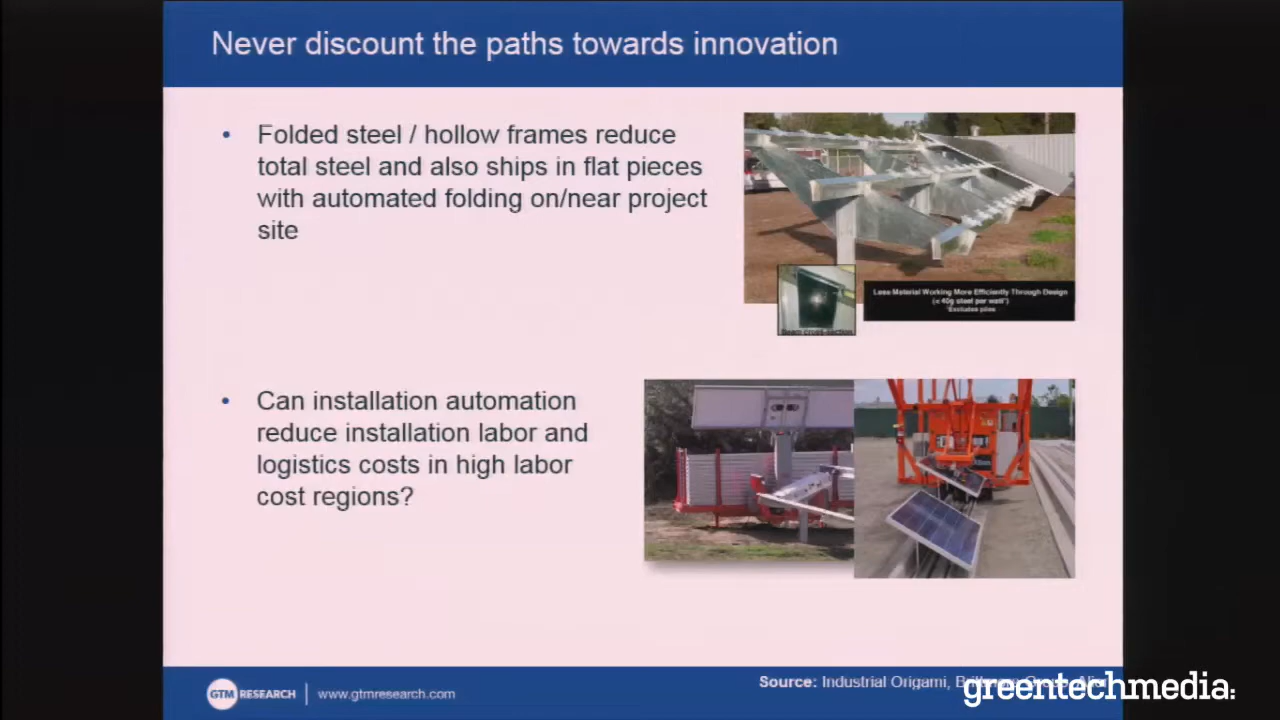 Never discount the paths towards innovation
• Folded steel / hollow frames reduce
total steel and also ships in flat pieces
with automated folding on/near project
site
Less Material Working More Efficiently Through Design
(< 40g steel per watt*)
*Excludes piles
Beam cross-section
• Can installation automation
reduce installation labor and
logistics costs in high labor
cost regions?
GTM RESEARCH | www.gtmresearch.com
Source: Industrial Origami,
greentechmedia: